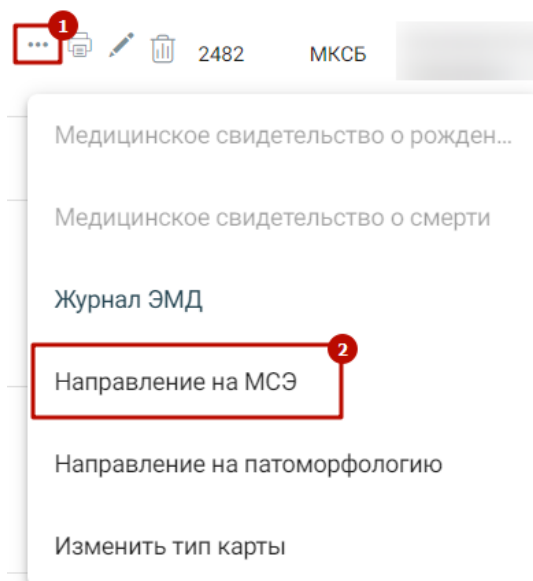 1
2482 МКСБ
Медицинское свидетельство о рожден...
Медицинское свидетельство о смерти
Журнал ЭМД
2
Направление на МСЭ
Направление на патоморфологию
Изменить тип карты